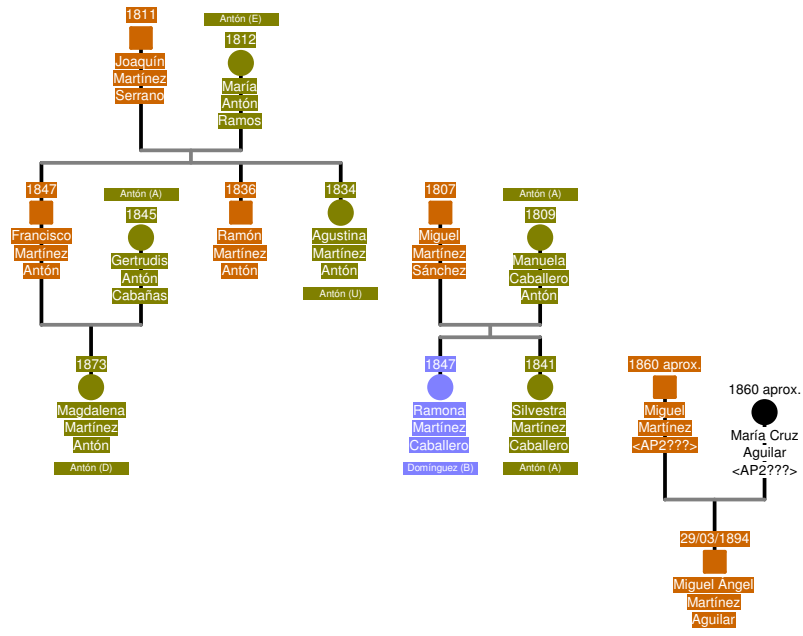 1811
Joaquín
Martínez
Serrano
Antón (E)
1812
María
Antón
Ramos
1847
Francisco
Martínez
Antón
Antón (A)
1845
Gertrudis
Antón
Cabañas
1836
Ramón
Martínez
Antón
1834
Agustina
Martínez
Antón
Antón (U)
1807
Miguel
Martínez
Sánchez
Antón (A)
1809
Manuela
Caballero
Antón
1873
Magdalena
Martínez
Antón
Antón (D)
1847
Ramona
Martínez
Caballero
Domínguez (B)
1841
Silvestra
Martínez
Caballero
Antón (A)
1860 aprox.
Miguel
Martínez
<AP2???>
1860 aprox.
María Cruz
Aguilar
<AP2???>
29/03/1894
Miguel Ángel
Martínez
Aguilar